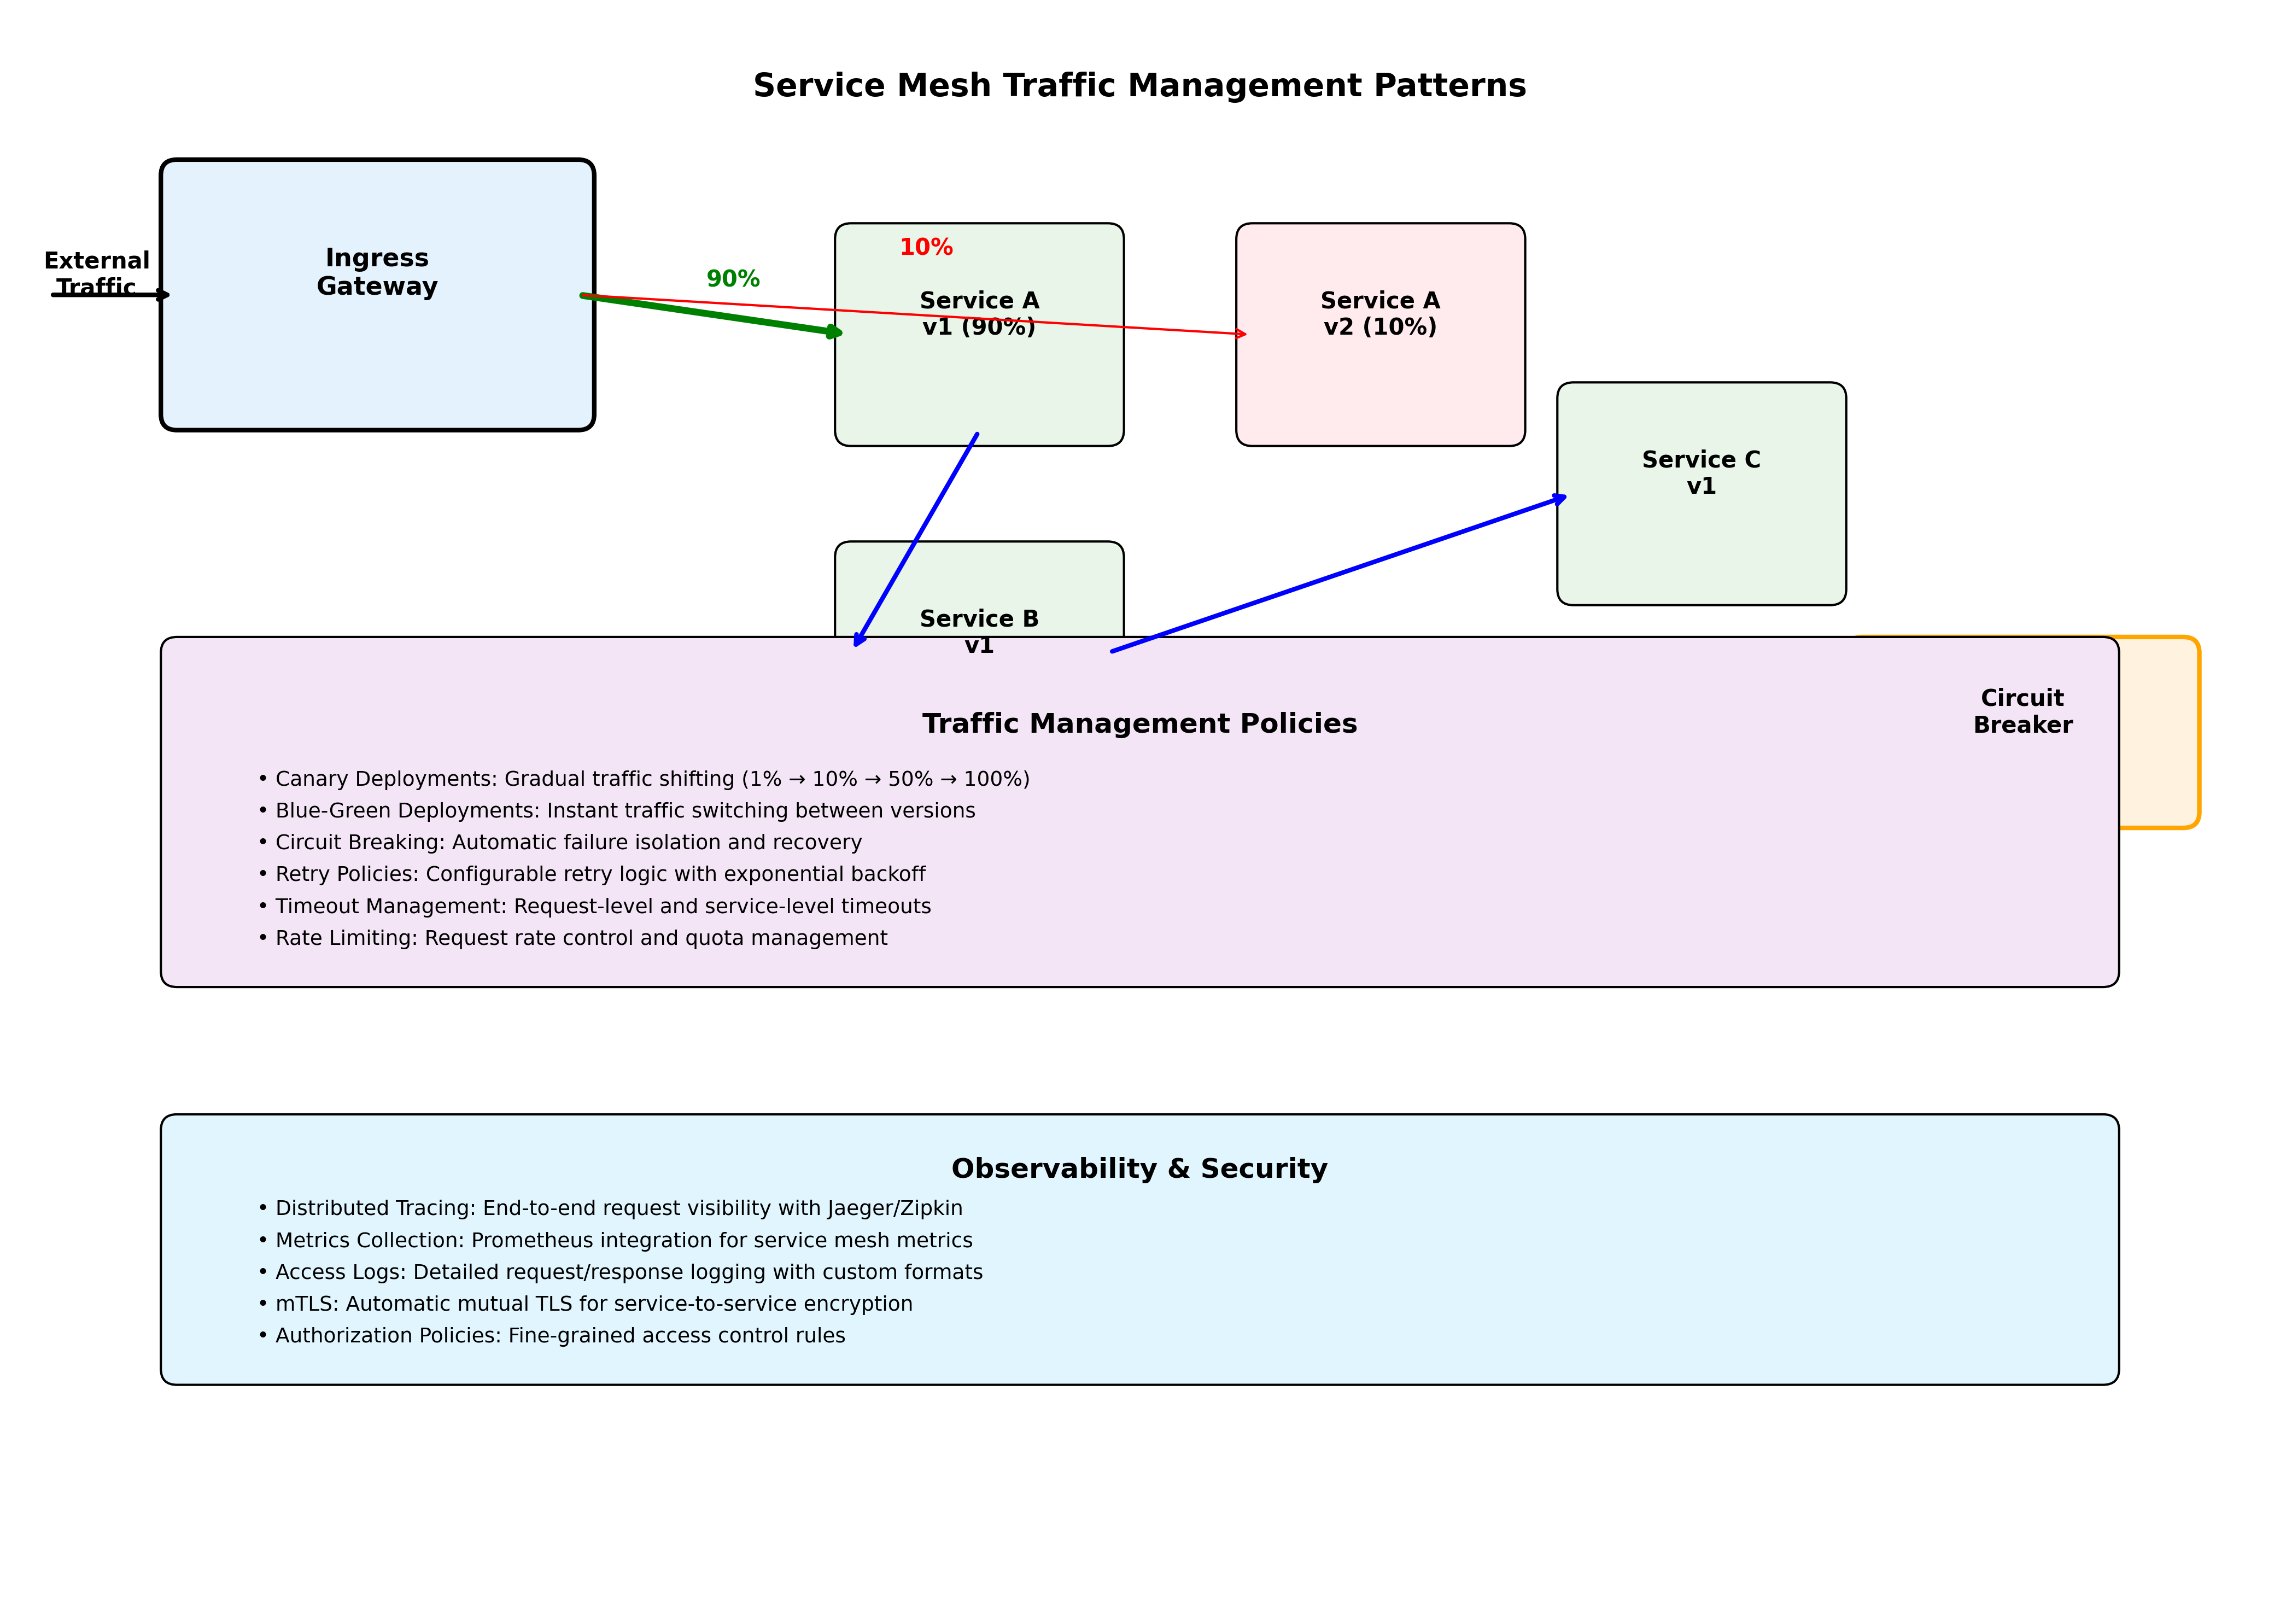 Service Mesh Traffic Management Patterns
External
Traffic
Ingress
Gateway
90%
10%
Service A
v1 (90%)
Service A
v2 (10%)
Service C
v1
Service B
v1
Circuit
Breaker
Traffic Management Policies
• Canary Deployments: Gradual traffic shifting (1% → 10% → 50% → 100%)
• Blue-Green Deployments: Instant traffic switching between versions
• Circuit Breaking: Automatic failure isolation and recovery
• Retry Policies: Configurable retry logic with exponential backoff
• Timeout Management: Request-level and service-level timeouts
• Rate Limiting: Request rate control and quota management
Observability & Security
• Distributed Tracing: End-to-end request visibility with Jaeger/Zipkin
• Metrics Collection: Prometheus integration for service mesh metrics
• Access Logs: Detailed request/response logging with custom formats
• mTLS: Automatic mutual TLS for service-to-service encryption
• Authorization Policies: Fine-grained access control rules